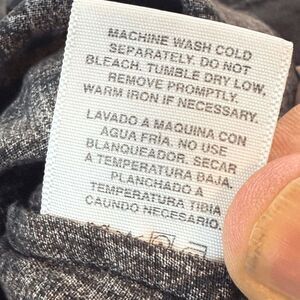 MACHINE WASH COLD
SEPARATELY. DO NOT
BLEACH. TUMBLE DRY LOW,
REMOVE PROMPTLY.
WARM IRON IF NECESSARY.
LAVADO A MAQUINA CON
AGUA FRÍA. NO USE
BLANQUEADOR. SECAR
A TEMPERATURA BAJA.
PLANCHADO A
TEMPERATURA TIBIA
CAUNDO NECESARIO.